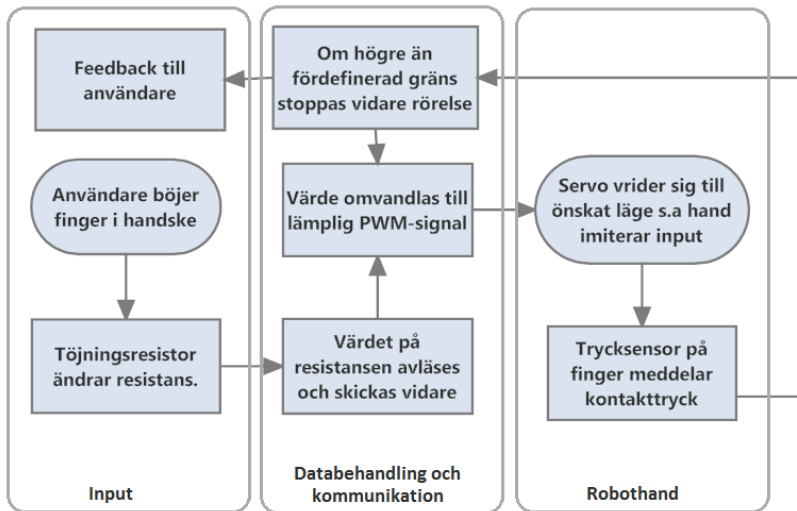 Feedback till
användare
Användare böjer
finger i handske
Töjningsresistor
ändrar resistans.
Input
Om högre än
fördefinerad gräns
stoppas vidare rörelse
Värde omvandlas till
lämplig PWM-signal
Värdet på
resistansen avläses
och skickas vidare
Databehandling och
kommunikation
Servo vrider sig till
önskat läge s.a hand
imiterar input
Trycksensor på
finger meddelar
kontakttryck
Robothand